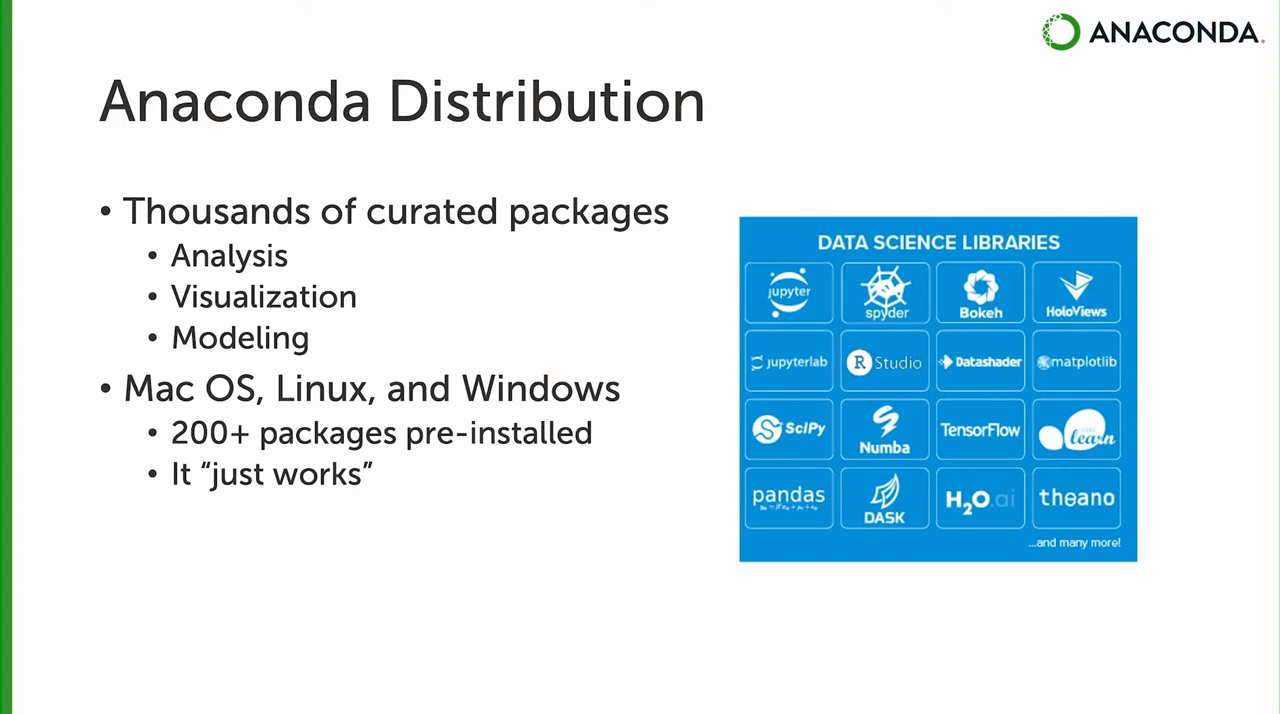 ANACONDA.
Anaconda Distribution
• Thousands of curated packages
• Analysis
• Visualization
• Modeling
• Mac OS, Linux, and Windows
• 200+ packages pre-installed
• It “just works”
DATA SCIENCE LIBRARIES
jupyter
spyder
Bokeh
HoloViews
jupyterlab
R Studio
Datashader
matplotlib
SciPy
Numba
TensorFlow
learn
pandas
DASK
H2O.ai
theano
...and many more!